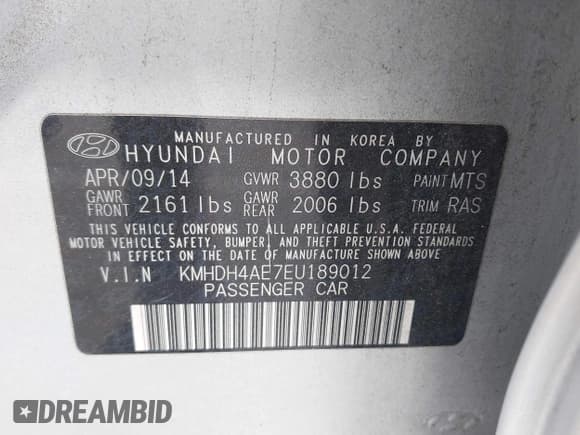 MANUFACTURED IN KOREA BY
HYUNDAI MOTOR COMPANY
APR/09/14 GVWR 3880 lbs PAINT MTS
GAWR FRONT 2161 lbs GAWR REAR 2006 lbs TRIM RAS
THIS VEHICLE CONFORMS TO ALL APPLICABLE U.S.A. FEDERAL
MOTOR VEHICLE SAFETY, BUMPER, AND THEFT PREVENTION STANDARDS
IN EFFECT ON THE DATE OF MANUFACTURE SHOWN ABOVE.
V.I.N KMHDH4AE7EU189012
PASSENGER CAR
DREAMBID